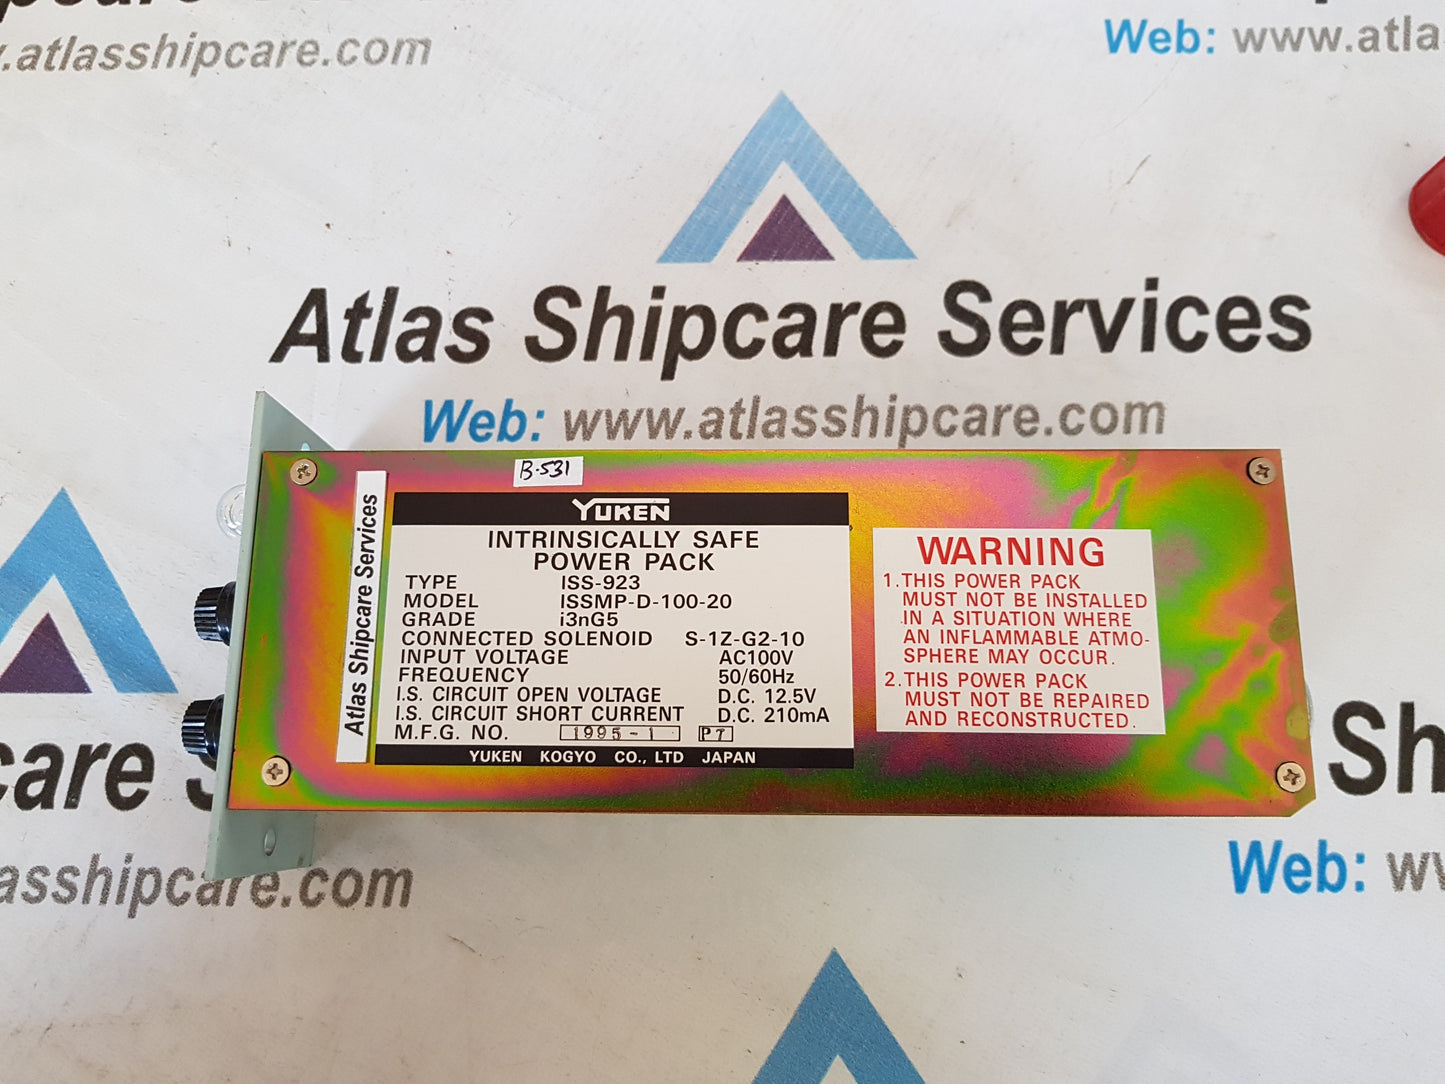 www.atlasshipcare.com
Web: www.atla
Atlas Shipcare Services
Web: www.atlasshipcare.com
B-531
Atlas Shipcare Services
YUKEN
INTRINSICALLY SAFE
POWER PACK
TYPE ISS-923
MODEL ISSMP-D-100-20
GRADE i3nG5
CONNECTED SOLENOID S-1Z-G2-10
INPUT VOLTAGE AC100V
FREQUENCY 50/60Hz
I.S. CIRCUIT OPEN VOLTAGE D.C. 12.5V
I.S. CIRCUIT SHORT CURRENT D.C. 210mA
M.F.G. NO. 1995-1 PT
YUKEN KOGYO CO., LTD JAPAN
WARNING
1. THIS POWER PACK
MUST NOT BE INSTALLED
IN A SITUATION WHERE
AN INFLAMMABLE ATMO-
SPHERE MAY OCCUR.
2. THIS POWER PACK
MUST NOT BE REPAIRED
AND RECONSTRUCTED.
care S
Sh
asshipcare.com
Web: ww